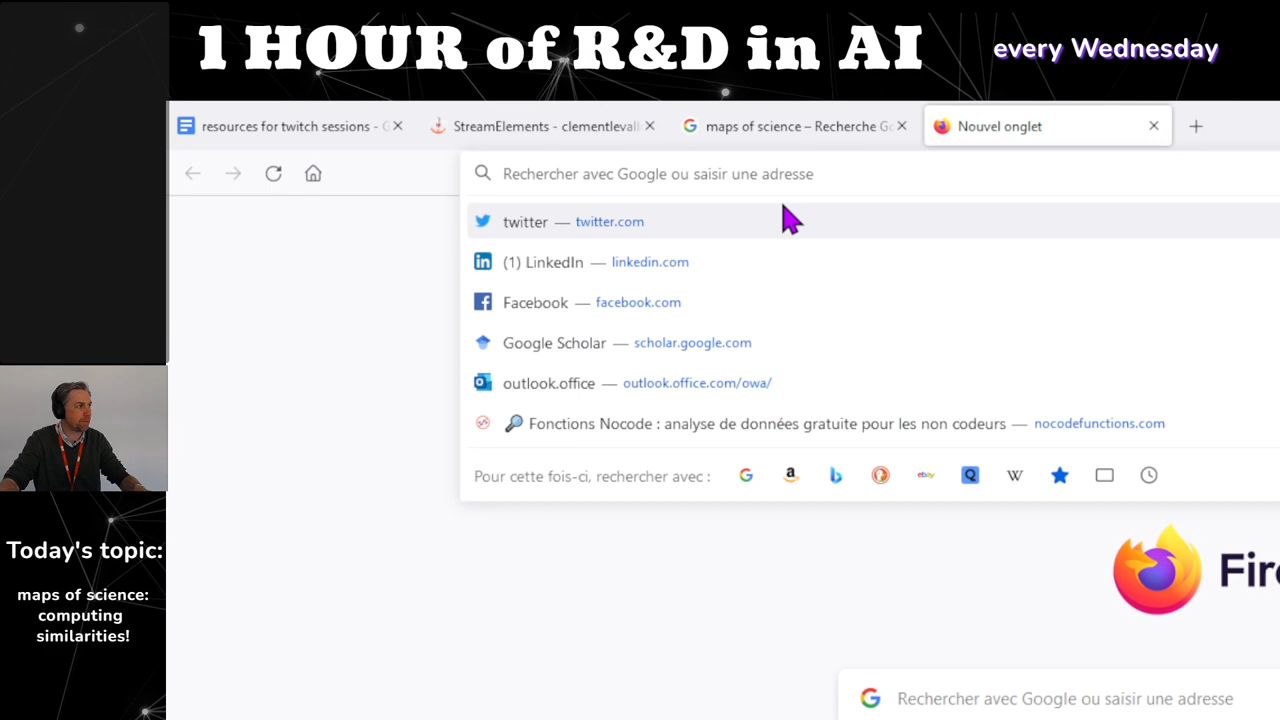 1 HOUR of R&D in AI
every Wednesday
resources for twitch sessions - G
StreamElements - clementlevall
maps of science – Recherche Go
Nouvel onglet
Rechercher avec Google ou saisir une adresse
twitter — twitter.com
(1) LinkedIn — linkedin.com
Facebook — facebook.com
Google Scholar — scholar.google.com
outlook.office — outlook.office.com/owa/
Fonctions Nocode : analyse de données gratuite pour les non codeurs — nocodefunctions.com
Pour cette fois-ci, rechercher avec :
Today's topic:
maps of science:
computing
similarities!
Fire
Rechercher avec Google ou saisir une adresse